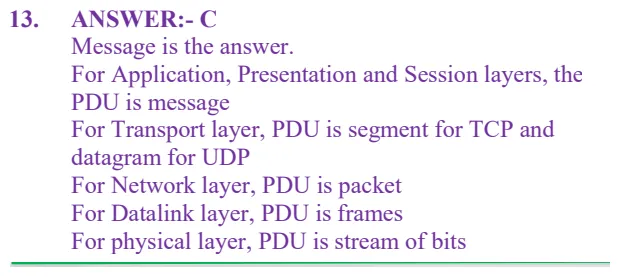 13. ANSWER:- C
Message is the answer.
For Application, Presentation and Session layers, the
PDU is message
For Transport layer, PDU is segment for TCP and
datagram for UDP
For Network layer, PDU is packet
For Datalink layer, PDU is frames
For physical layer, PDU is stream of bits